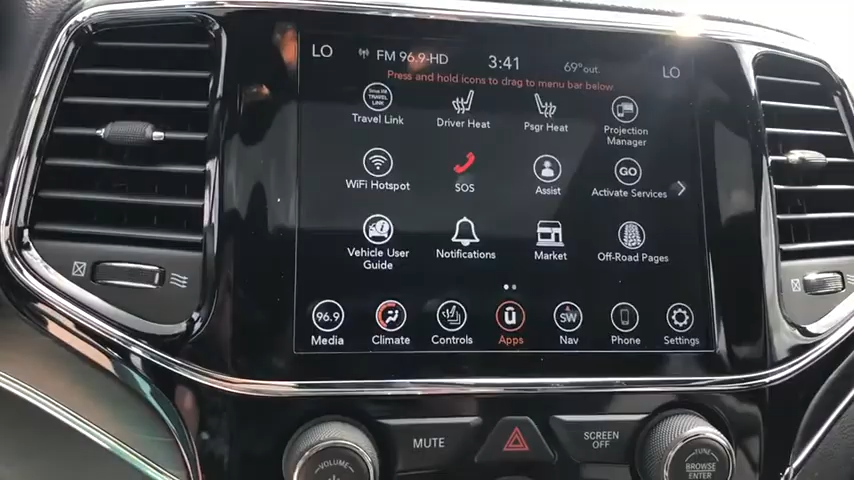 LO FM 96.9-HD 3:41 69°out. LO
Press and hold icons to drag to menu bar below.
TRAVEL LINK
Travel Link Driver Heat Psgr Heat Projection Manager
GO
WiFi Hotspot SOS Assist Activate Services
Vehicle User Guide Notifications Market Off-Road Pages
96.9 ū SW
Media Climate Controls Apps Nav Phone Settings
MUTE SCREEN OFF
VOLUME TUNE
BROWSE
ENTER